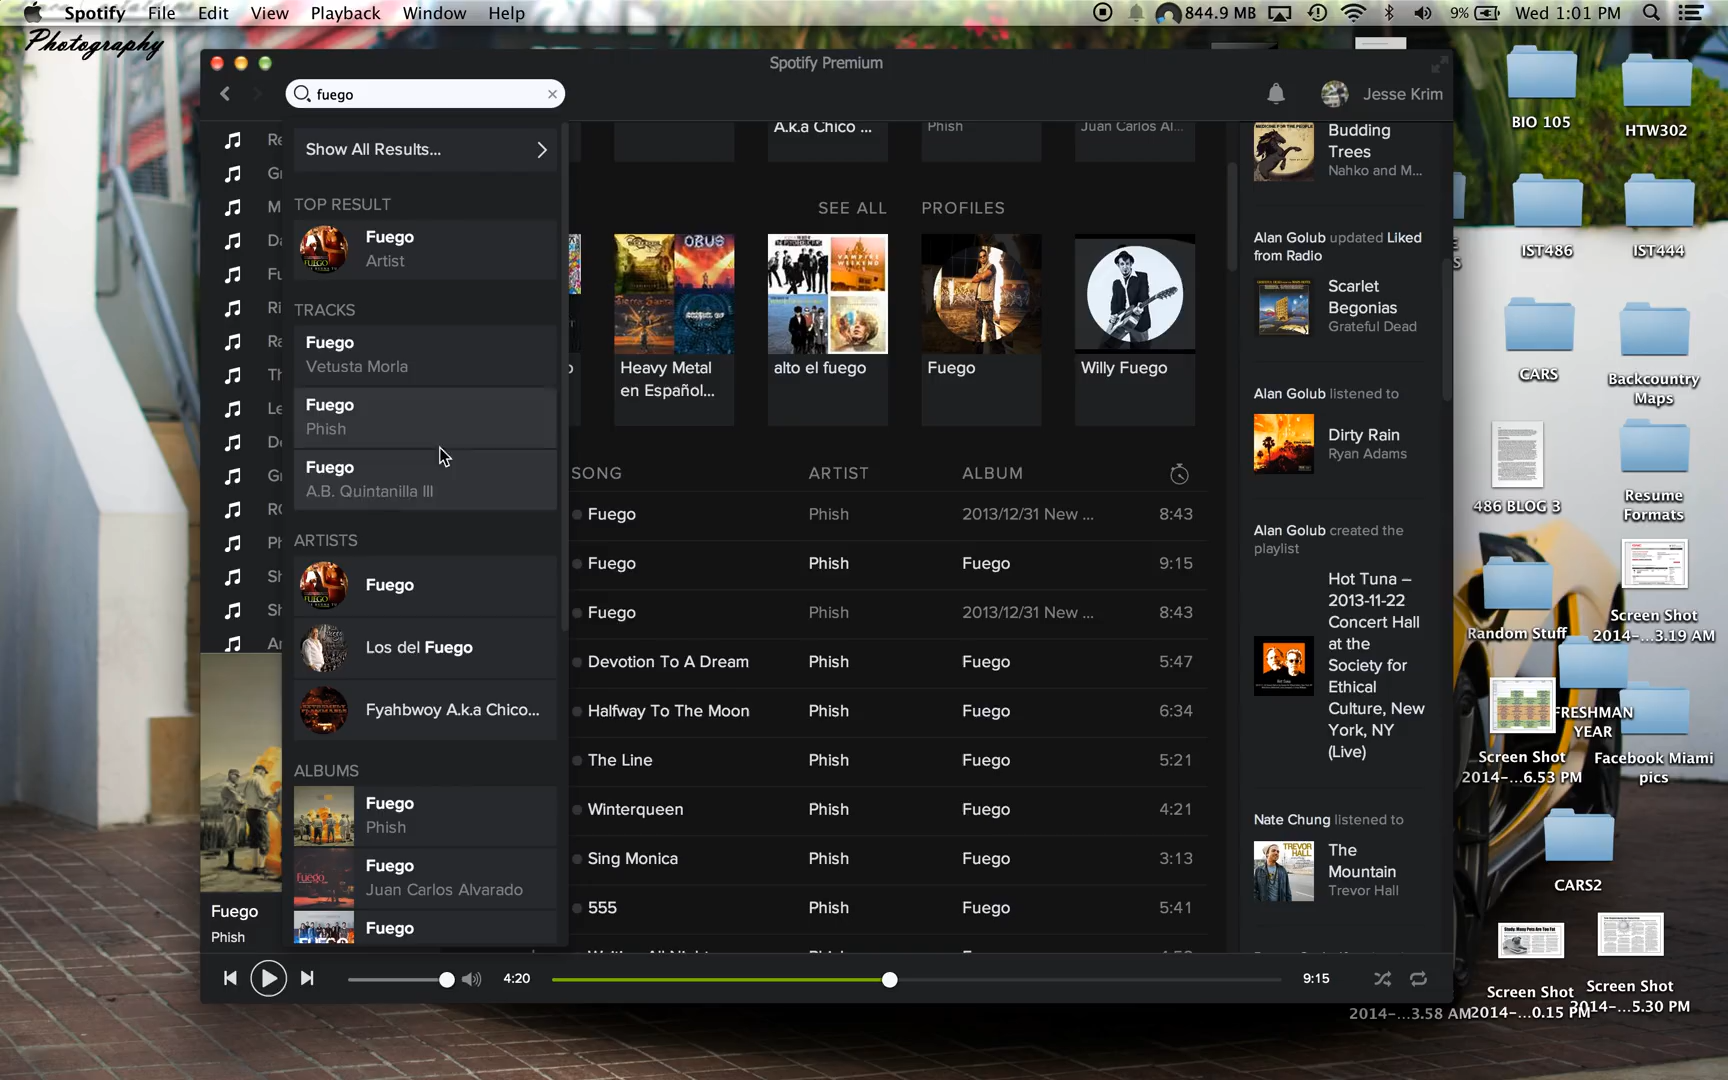 Spotify File Edit View Playback Window Help
844.9 MB 9% Wed 1:01 PM
Photography
Spotify Premium
fuego
Jesse Krim
Show All Results...
TOP RESULT
Fuego
Artist
TRACKS
Fuego
Vetusta Morla
Fuego
Phish
Fuego
A.B. Quintanilla III
ARTISTS
Fuego
Los del Fuego
Fyahbwoy A.k.a Chico...
ALBUMS
Fuego
Phish
Fuego
Juan Carlos Alvarado
Fuego
Fuego
Phish
A.k.a Chico ...
Phish
Juan Carlos Al...
SEE ALL PROFILES
Heavy Metal
en Español...
alto el fuego
Fuego
Willy Fuego
SONG ARTIST ALBUM
Fuego Phish 2013/12/31 New ... 8:43
Fuego Phish Fuego 9:15
Fuego Phish 2013/12/31 New ... 8:43
Devotion To A Dream Phish Fuego 5:47
Halfway To The Moon Phish Fuego 6:34
The Line Phish Fuego 5:21
Winterqueen Phish Fuego 4:21
Sing Monica Phish Fuego 3:13
555 Phish Fuego 5:41
4:20 9:15
Budding
Trees
Nahko and M...
Alan Golub updated Liked
from Radio
Scarlet
Begonias
Grateful Dead
Alan Golub listened to
Dirty Rain
Ryan Adams
Alan Golub created the
playlist
Hot Tuna –
2013-11-22
Concert Hall
at the
Society for
Ethical
Culture, New
York, NY
(Live)
Nate Chung listened to
The
Mountain
Trevor Hall
BIO 105
HTW302
IST486
IST444
CARS
Backcountry
Maps
486 BLOG 3
Resume
Formats
Random Stuff
Screen Shot
2014-...3.19 AM
FRESHMAN
YEAR
Screen Shot
2014-...6.53 PM
Facebook Miami
pics
CARS2
Screen Shot
2014-...0.15 PM
Screen Shot
2014-...5.30 PM
2014-...3.58 AM